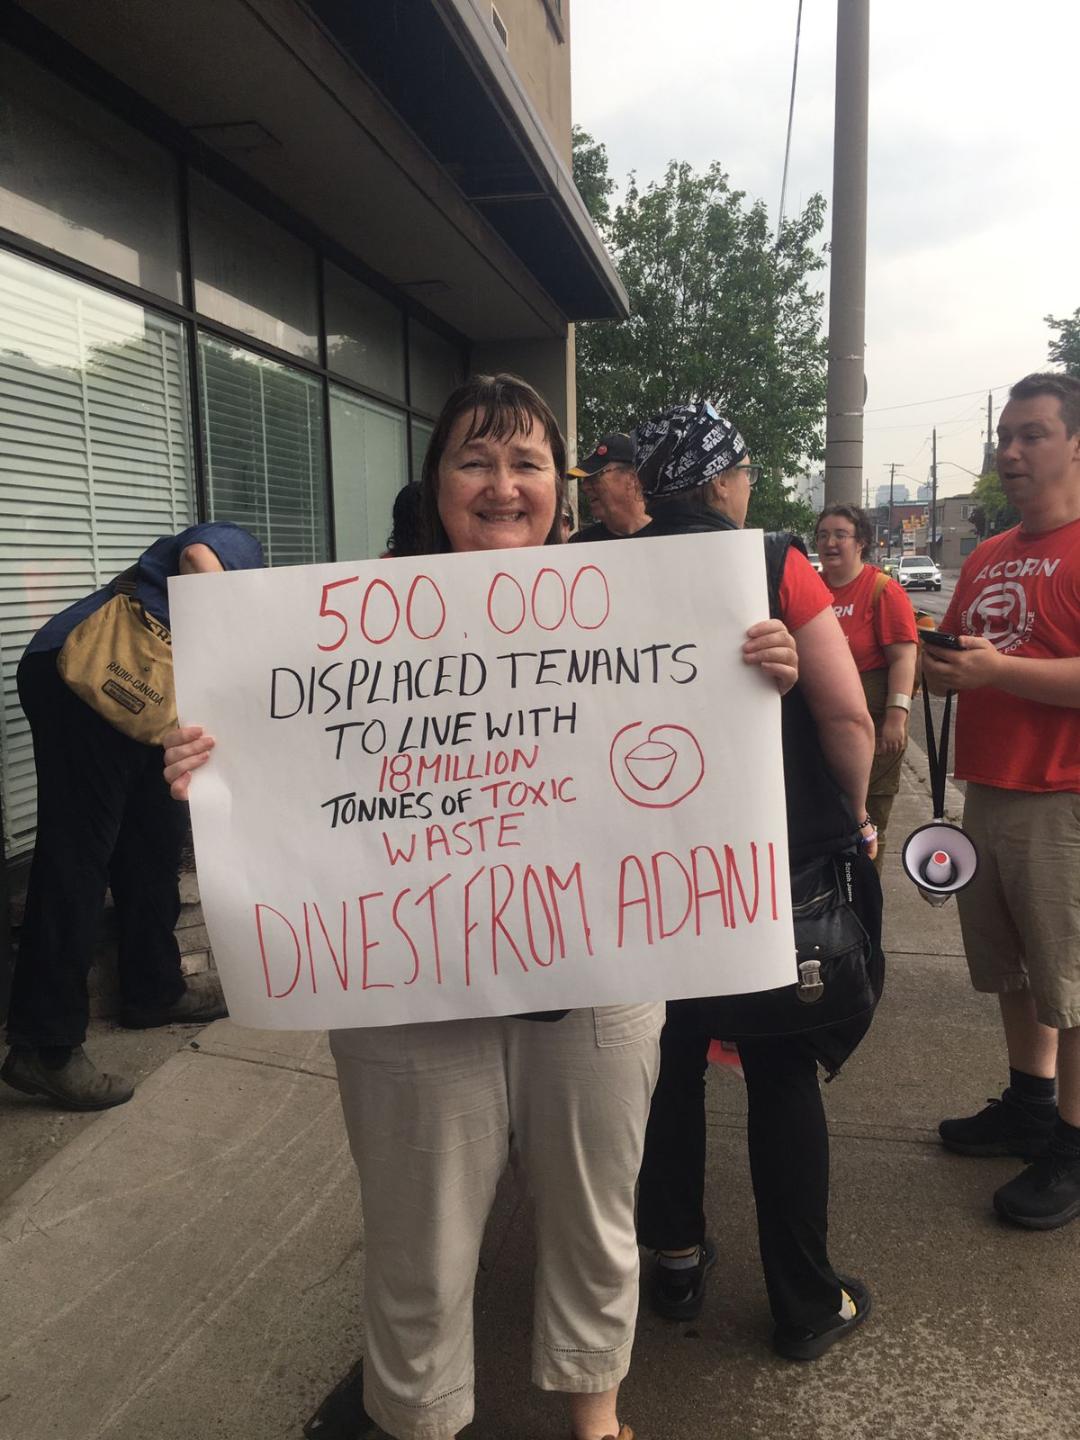 500.000
DISPLACED TENANTS
TO LIVE WITH
18 MILLION
TONNES OF TOXIC
WASTE
DIVEST FROM ADANI
RADIO-CANADA
STAR WARS
ACORN
RN